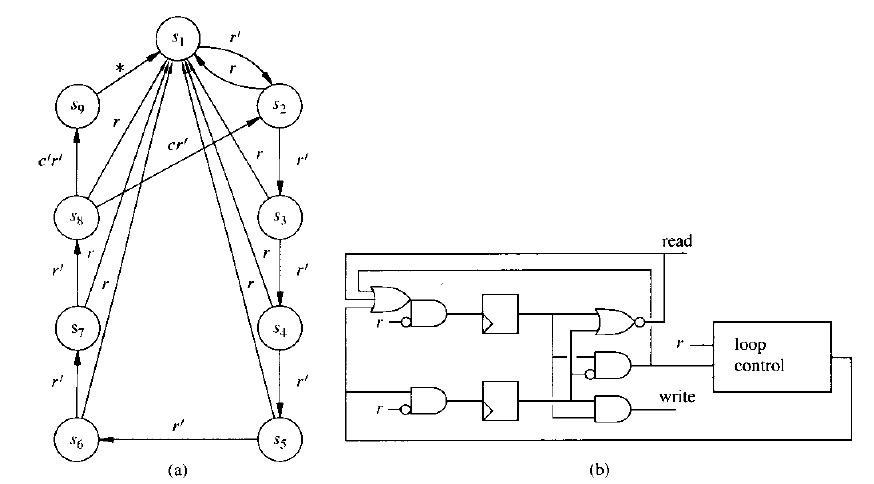 s1
r′
r
*
s9
s2
r
cr′
c′r′
r
r′
s8
s3
r′
r
r
r′
s7
r
s4
r′
r′
s6
r′
s5
(a)
read
r
r
loop
control
write
r
(b)